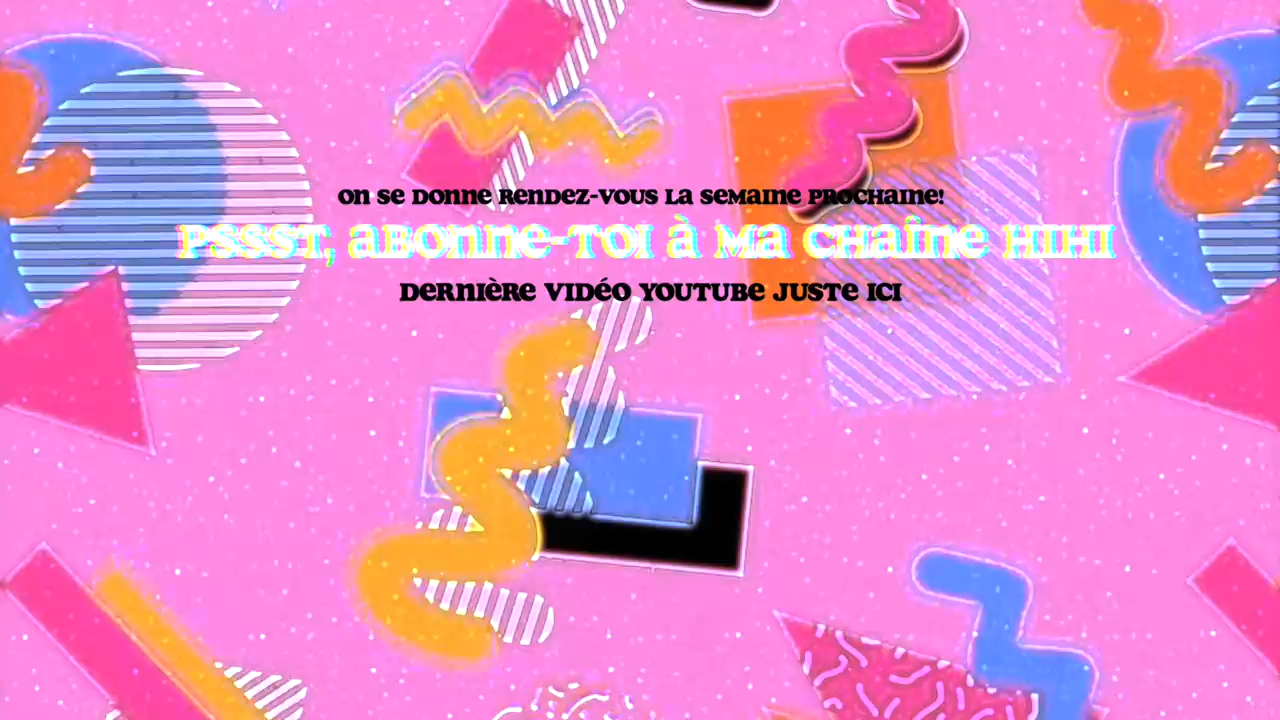 on se Donne Rendez-vous la semaine prochaine!
PSSST, abonne-toi à ma chaîne HIHI
Dernière vidéo YouTube juste ici